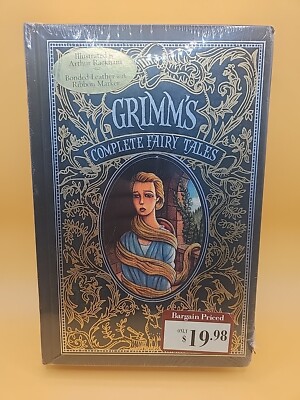 Illustrated by
Arthur Rackham
Bonded-Leather with
Ribbon Marker
GRIMM'S
COMPLETE FAIRY TALES
Bargain Priced
ONLY
$19.98